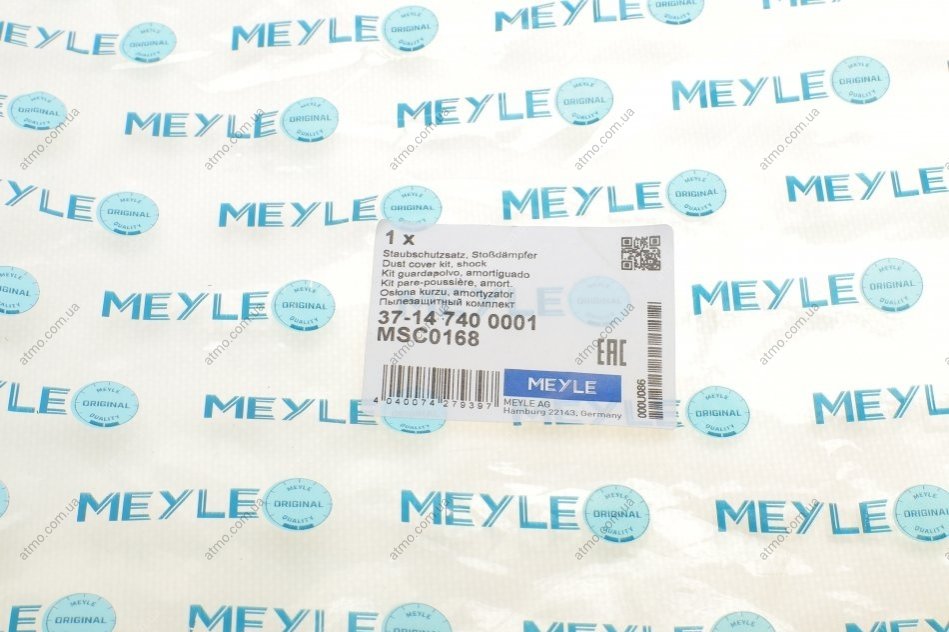 MEYLE
MEYLE ORIGINAL QUALITY
1 x
Staubschutzsatz, Stoßdämpfer
Dust cover kit, shock
Kit guardapolvo, amortiguado
Kit pare-poussière, amort.
Osłona kurzu, amortyzator
Пылезащитный комплект
37-14 740 0001
MSC0168
EAC
MEYLE
4 040074 279397
MEYLE AG
Hamburg 22143, Germany
000U086
atmo.com.ua